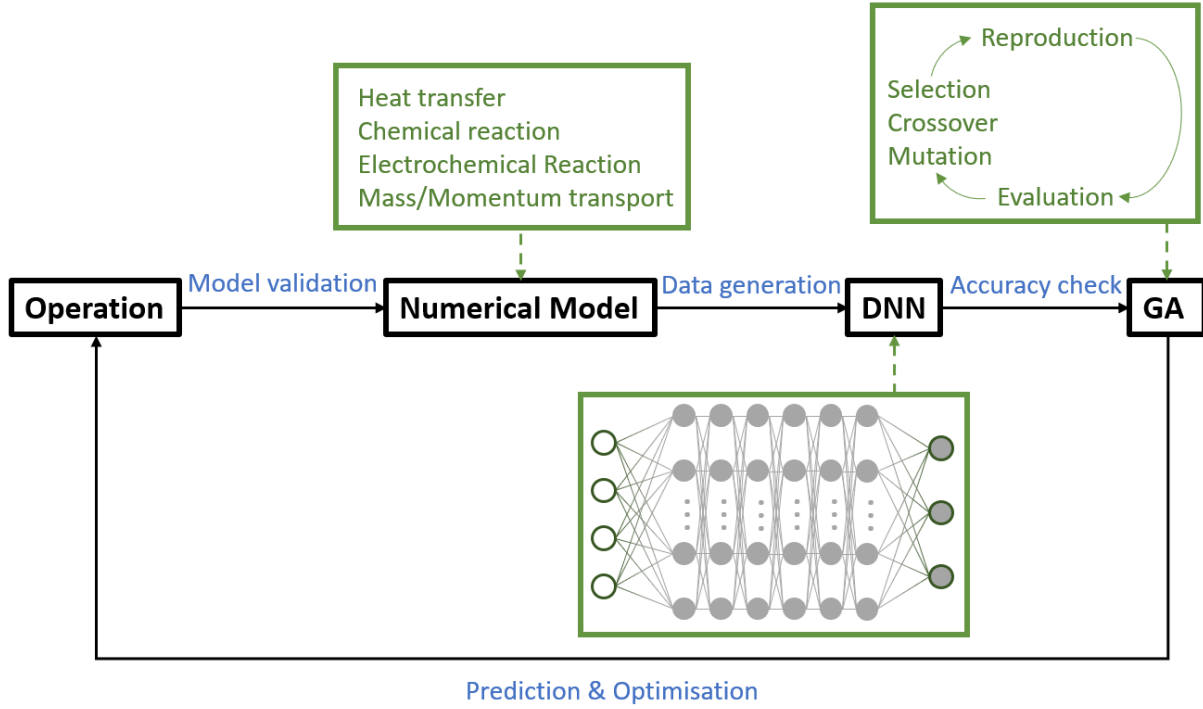 Reproduction
Selection
Crossover
Mutation
Evaluation
Heat transfer
Chemical reaction
Electrochemical Reaction
Mass/Momentum transport
Operation
Model validation
Numerical Model
Data generation
DNN
Accuracy check
GA
Prediction & Optimisation